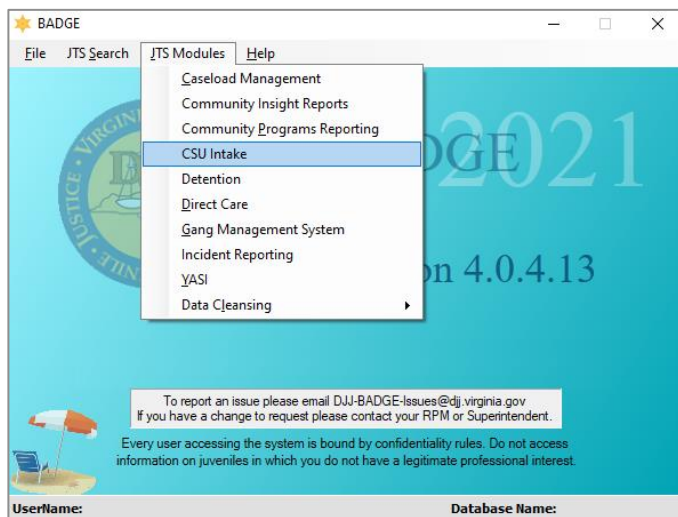 BADGE
File JTS Search JTS Modules Help
Caseload Management
Community Insight Reports
Community Programs Reporting
CSU Intake
Detention
Direct Care
Gang Management System
Incident Reporting
YASI
Data Cleansing
2021
4.0.4.13
To report an issue please email DJJ-BADGE-Issues@djj.virginia.gov
If you have a change to request please contact your RPM or Superintendent.
Every user accessing the system is bound by confidentiality rules. Do not access
information on juveniles in which you do not have a legitimate professional interest.
UserName: Database Name: